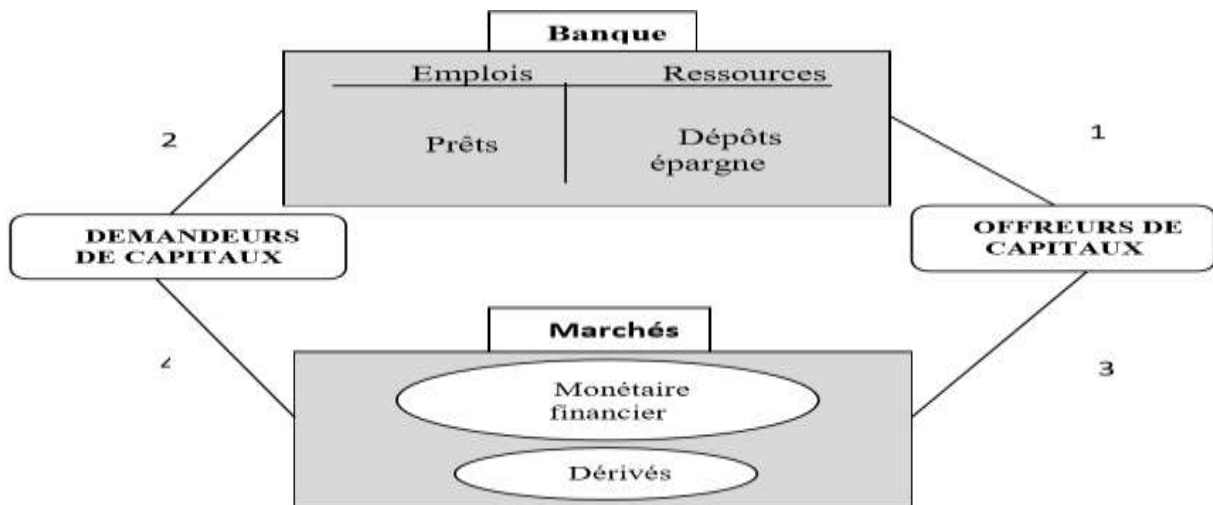 Banque
Emplois Ressources
2
1
Prêts
Dépôts
épargne
DEMANDEURS
DE CAPITAUX
OFFREURS DE
CAPITAUX
Marchés
4
3
Monétaire
financier
Dérivés